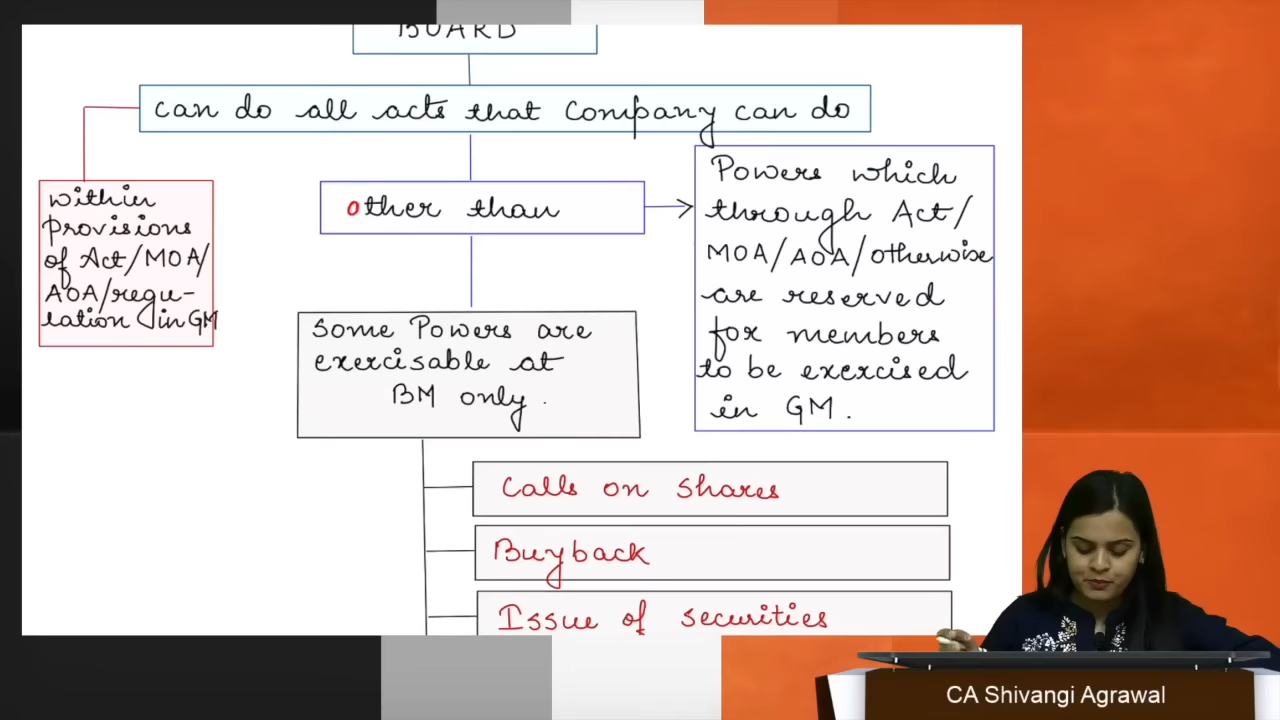 BOARD
can do all acts that Company can do
within
provisions
of Act/MOA/
AOA/regu-
lation in GM
other than
Powers which
through Act/
MOA/AOA/otherwise
are reserved
for members
to be exercised
in GM.
Some Powers are
exercisable at
BM only.
Calls on shares
Buyback
Issue of securities
CA Shivangi Agrawal